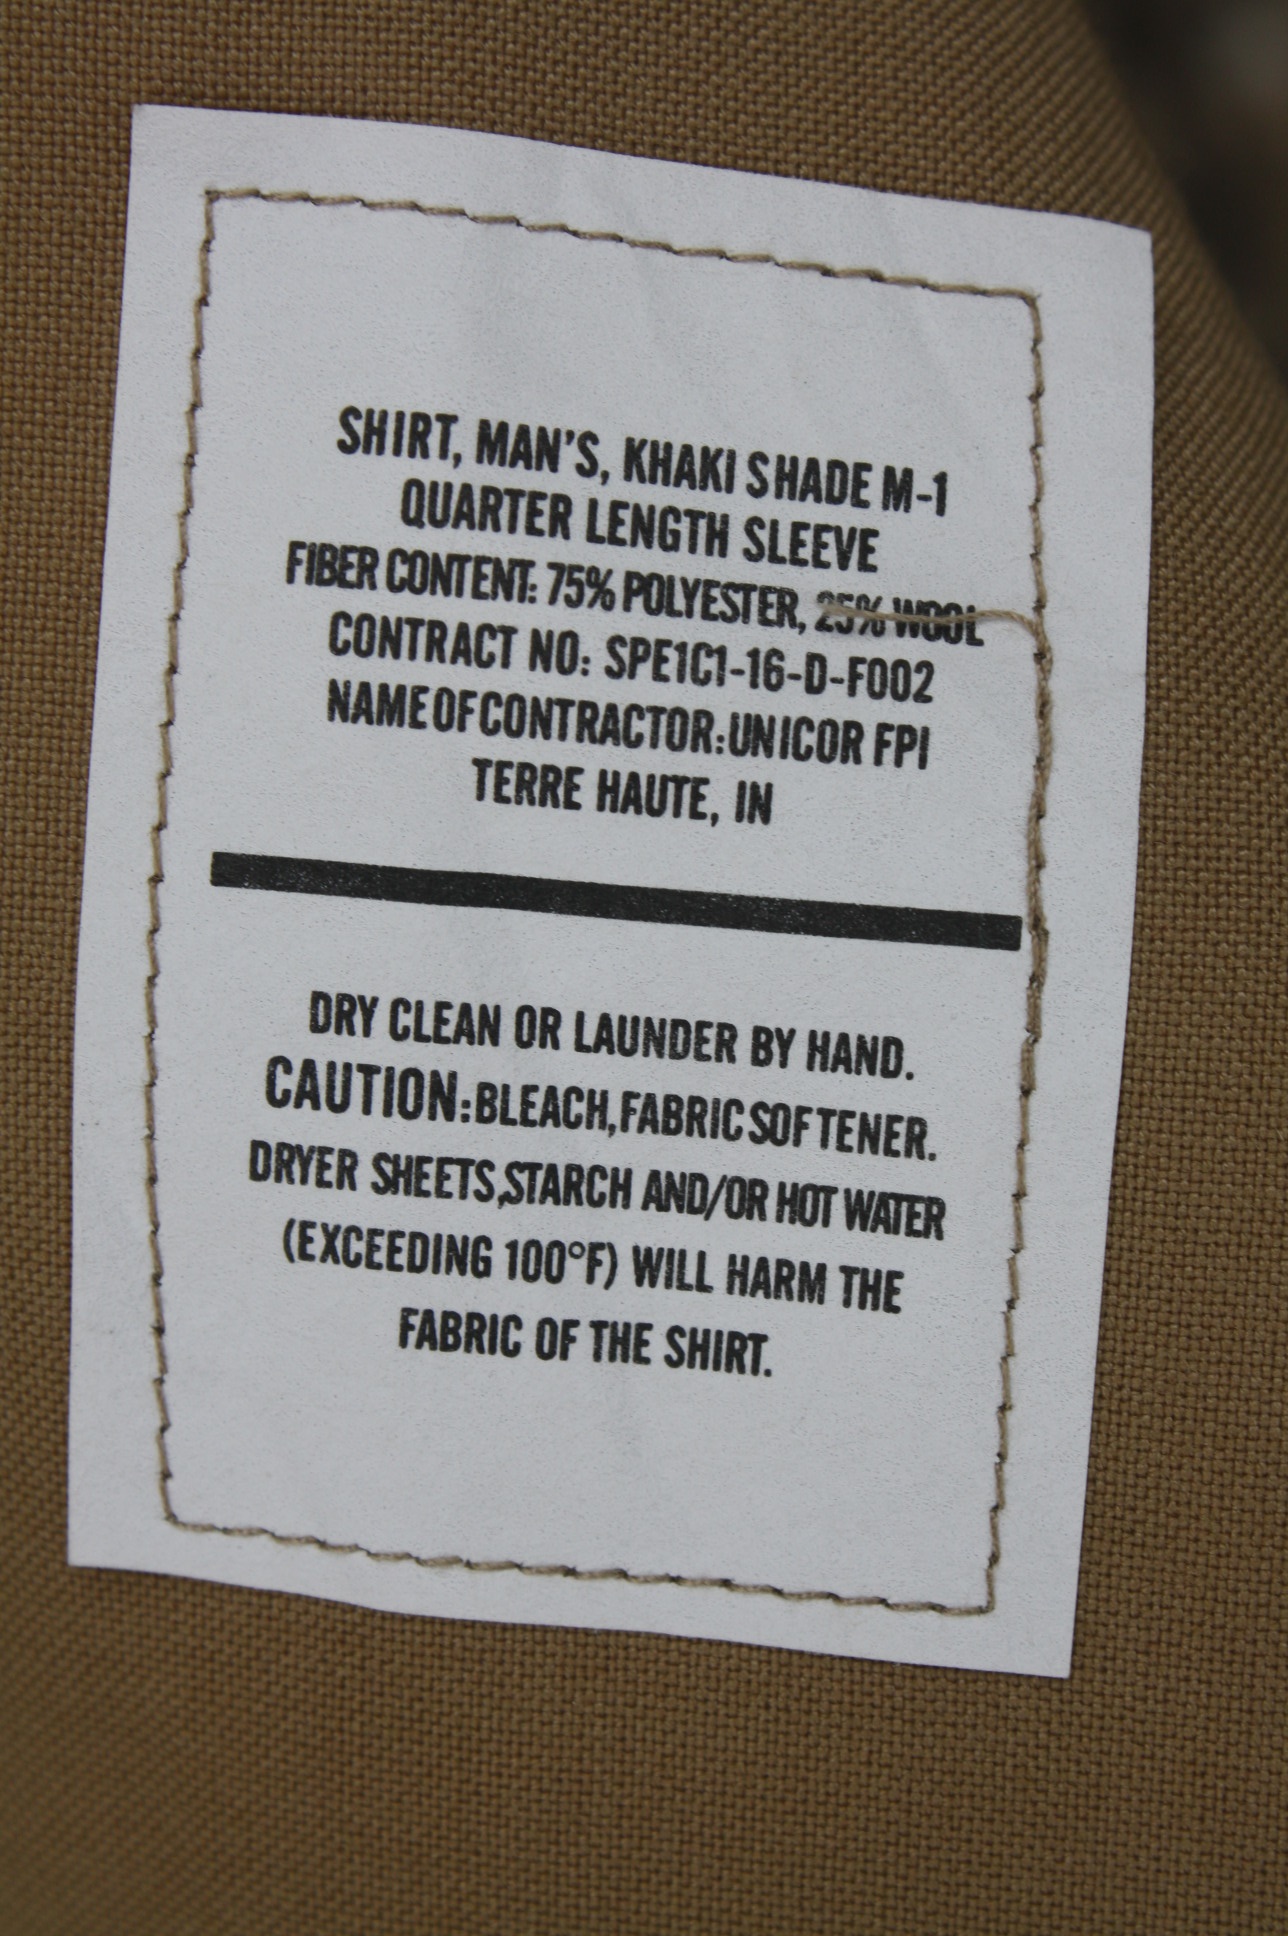 SHIRT, MAN'S, KHAKI SHADE M-1
QUARTER LENGTH SLEEVE
FIBER CONTENT: 75% POLYESTER, 25% WOOL
CONTRACT NO: SPE1C1-16-D-F002
NAME OF CONTRACTOR: UNICOR FPI
TERRE HAUTE, IN
DRY CLEAN OR LAUNDER BY HAND.
CAUTION: BLEACH, FABRIC SOFTENER.
DRYER SHEETS, STARCH AND/OR HOT WATER
(EXCEEDING 100°F) WILL HARM THE
FABRIC OF THE SHIRT.